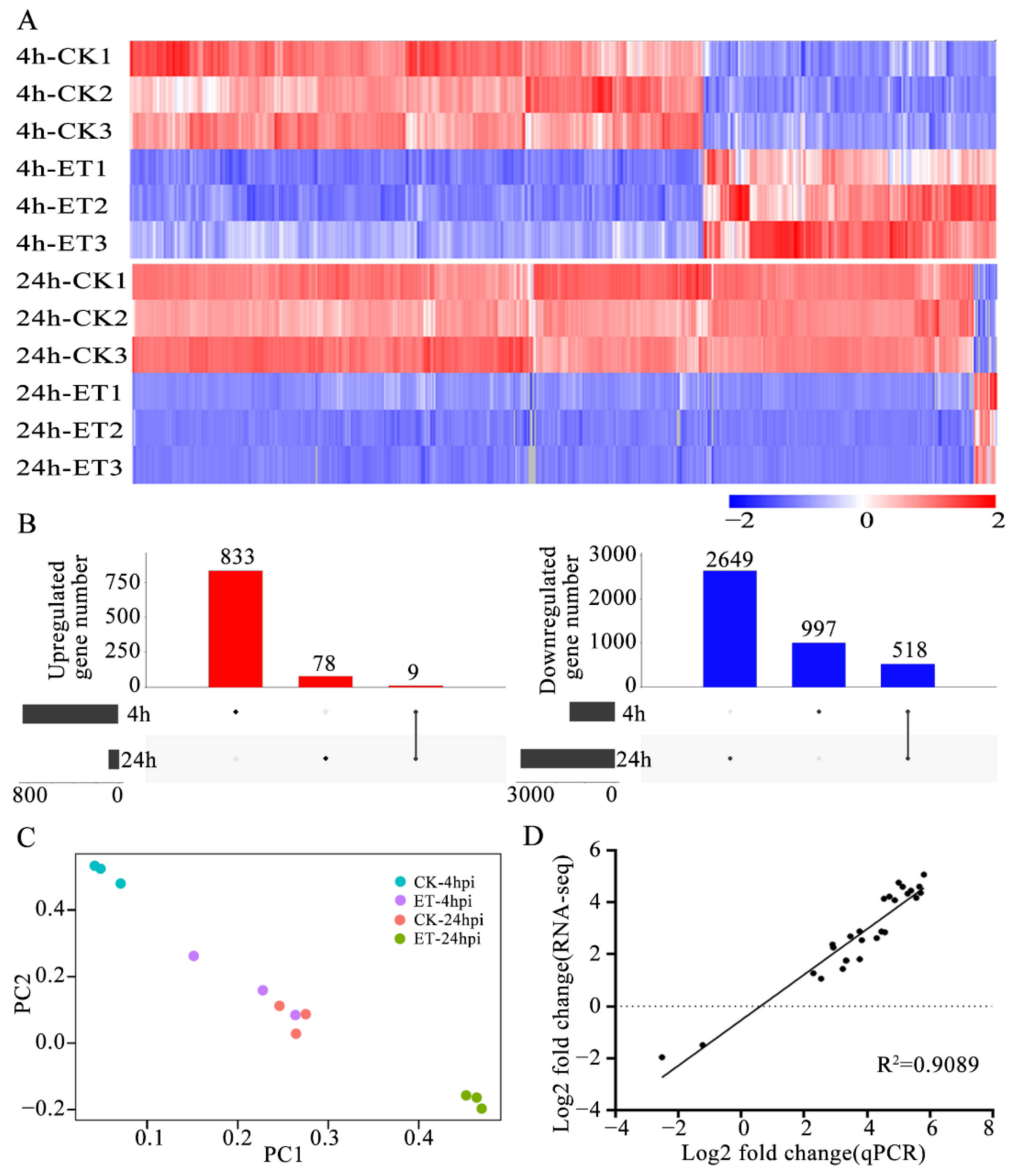 A
4h-CK1
4h-CK2
4h-CK3
4h-ET1
4h-ET2
4h-ET3
24h-CK1
24h-CK2
24h-CK3
24h-ET1
24h-ET2
24h-ET3
−2 0 2
B
Upregulated
gene number
750
500
250
0
833
78
9
4h
24h
800 0
Downregulated
gene number
3000
2000
1000
0
2649
997
518
4h
24h
3000 0
C
PC2
0.4
0.2
0.0
−0.2
CK-4hpi
ET-4hpi
CK-24hpi
ET-24hpi
0.1 0.2 0.3 0.4
PC1
D
Log2 fold change(RNA-seq)
6
4
2
0
−2
−4
R²=0.9089
−4 −2 0 2 4 6 8
Log2 fold change(qPCR)